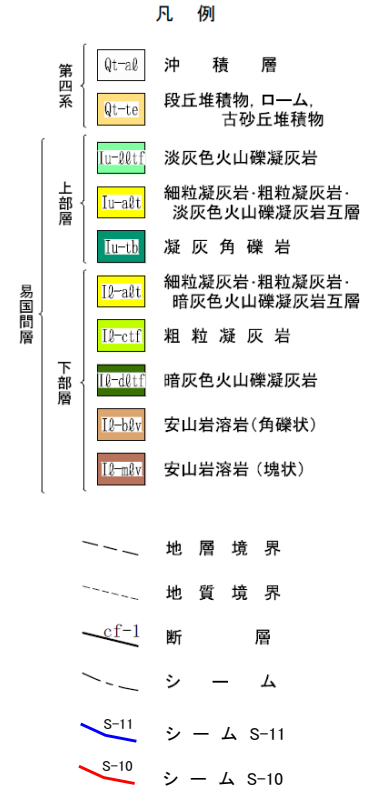 凡 例
第四系
Qt-aℓ 沖積層
Qt-te 段丘堆積物, ローム,
古砂丘堆積物
易国間層
上部層
Iu-ℓℓtf 淡灰色火山礫凝灰岩
Iu-aℓt 細粒凝灰岩・粗粒凝灰岩・
淡灰色火山礫凝灰岩互層
Iu-tb 凝灰角礫岩
下部層
Iℓ-aℓt 細粒凝灰岩・粗粒凝灰岩・
暗灰色火山礫凝灰岩互層
Iℓ-ctf 粗粒凝灰岩
Iℓ-dℓtf 暗灰色火山礫凝灰岩
Iℓ-bℓv 安山岩溶岩(角礫状)
Iℓ-mℓv 安山岩溶岩(塊状)
地層境界
地質境界
cf-1 断層
シーム
S-11 シーム S-11
S-10 シーム S-10